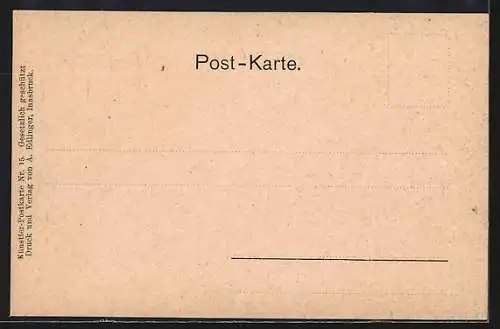 Post-Karte.
Künstler-Postkarte Nr. 15. Gesetzlich geschützt
Druck und Verlag von A. Edlinger, Innsbruck.